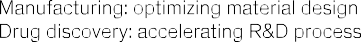 Manufacturing: optimizing material design
Drug discovery: accelerating R&D process